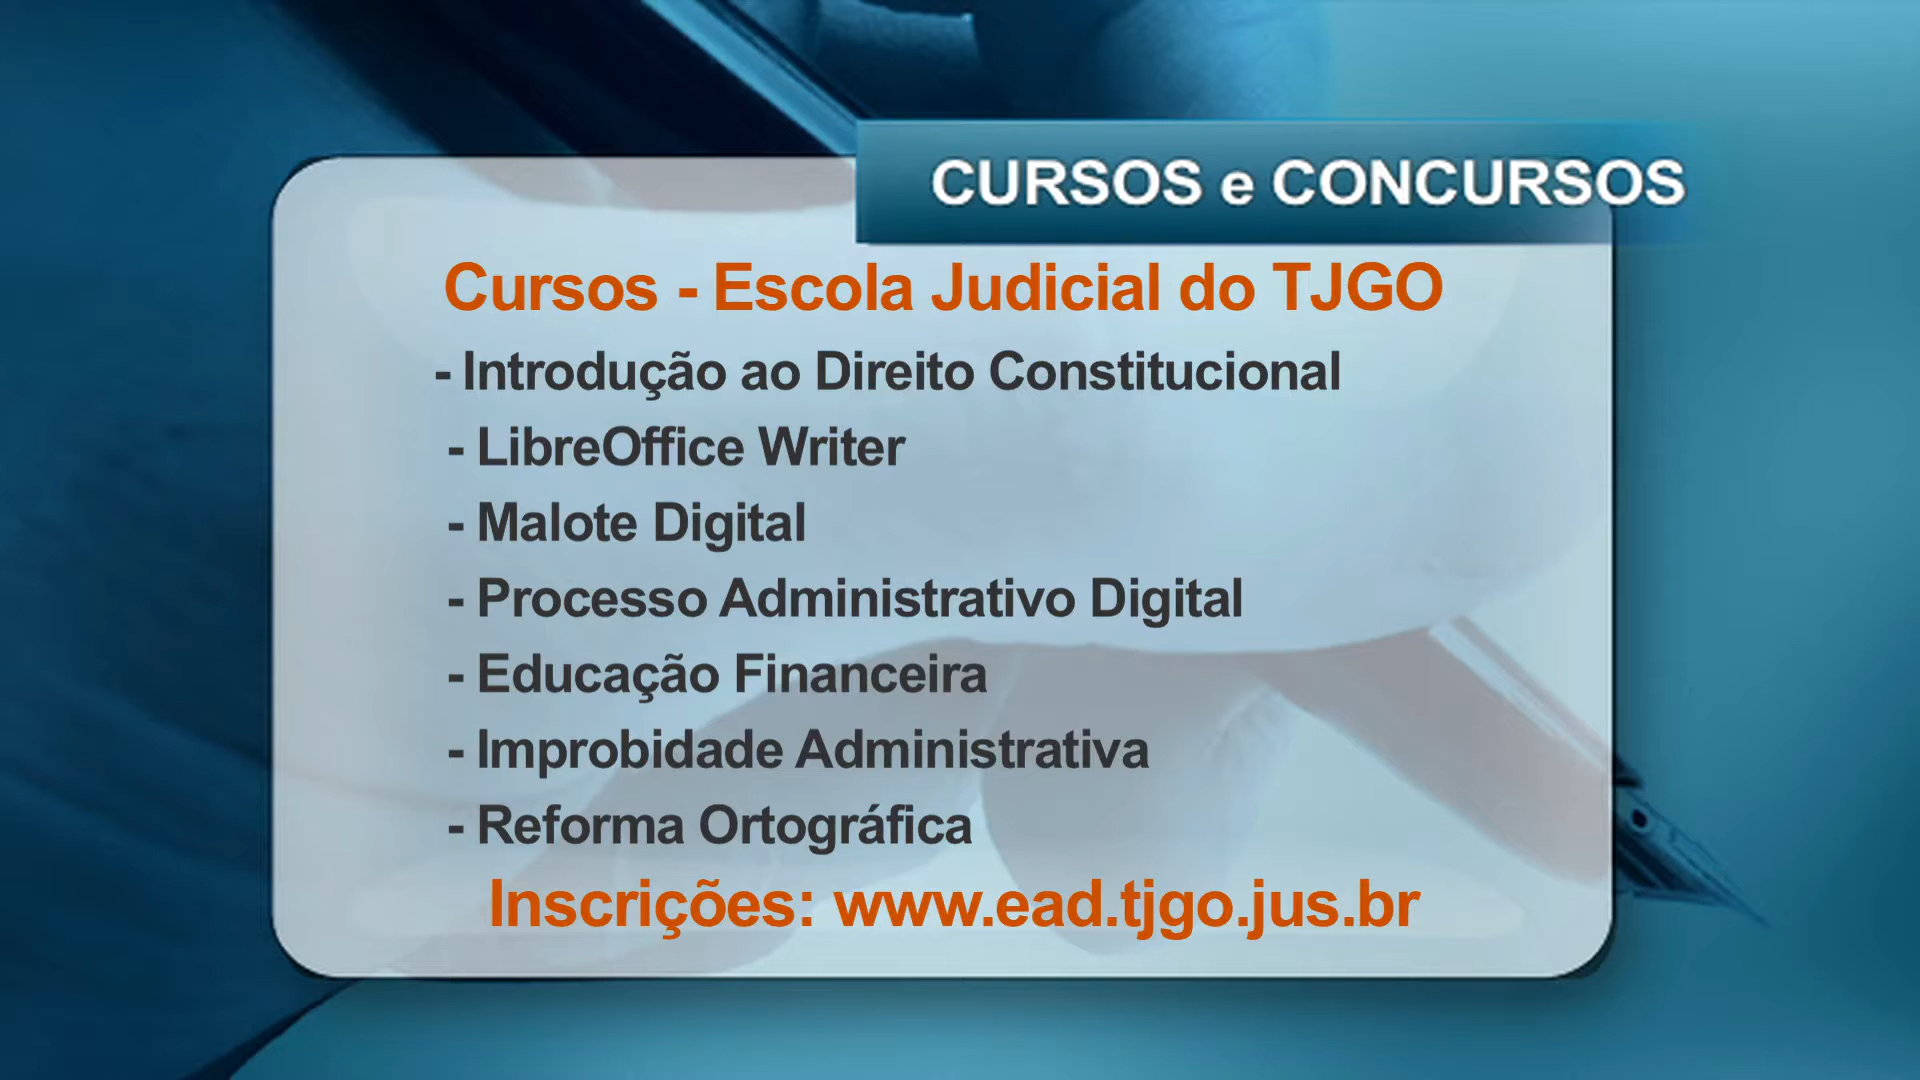 CURSOS e CONCURSOS
Cursos - Escola Judicial do TJGO
- Introdução ao Direito Constitucional
- LibreOffice Writer
- Malote Digital
- Processo Administrativo Digital
- Educação Financeira
- Improbidade Administrativa
- Reforma Ortográfica
Inscrições: www.ead.tjgo.jus.br